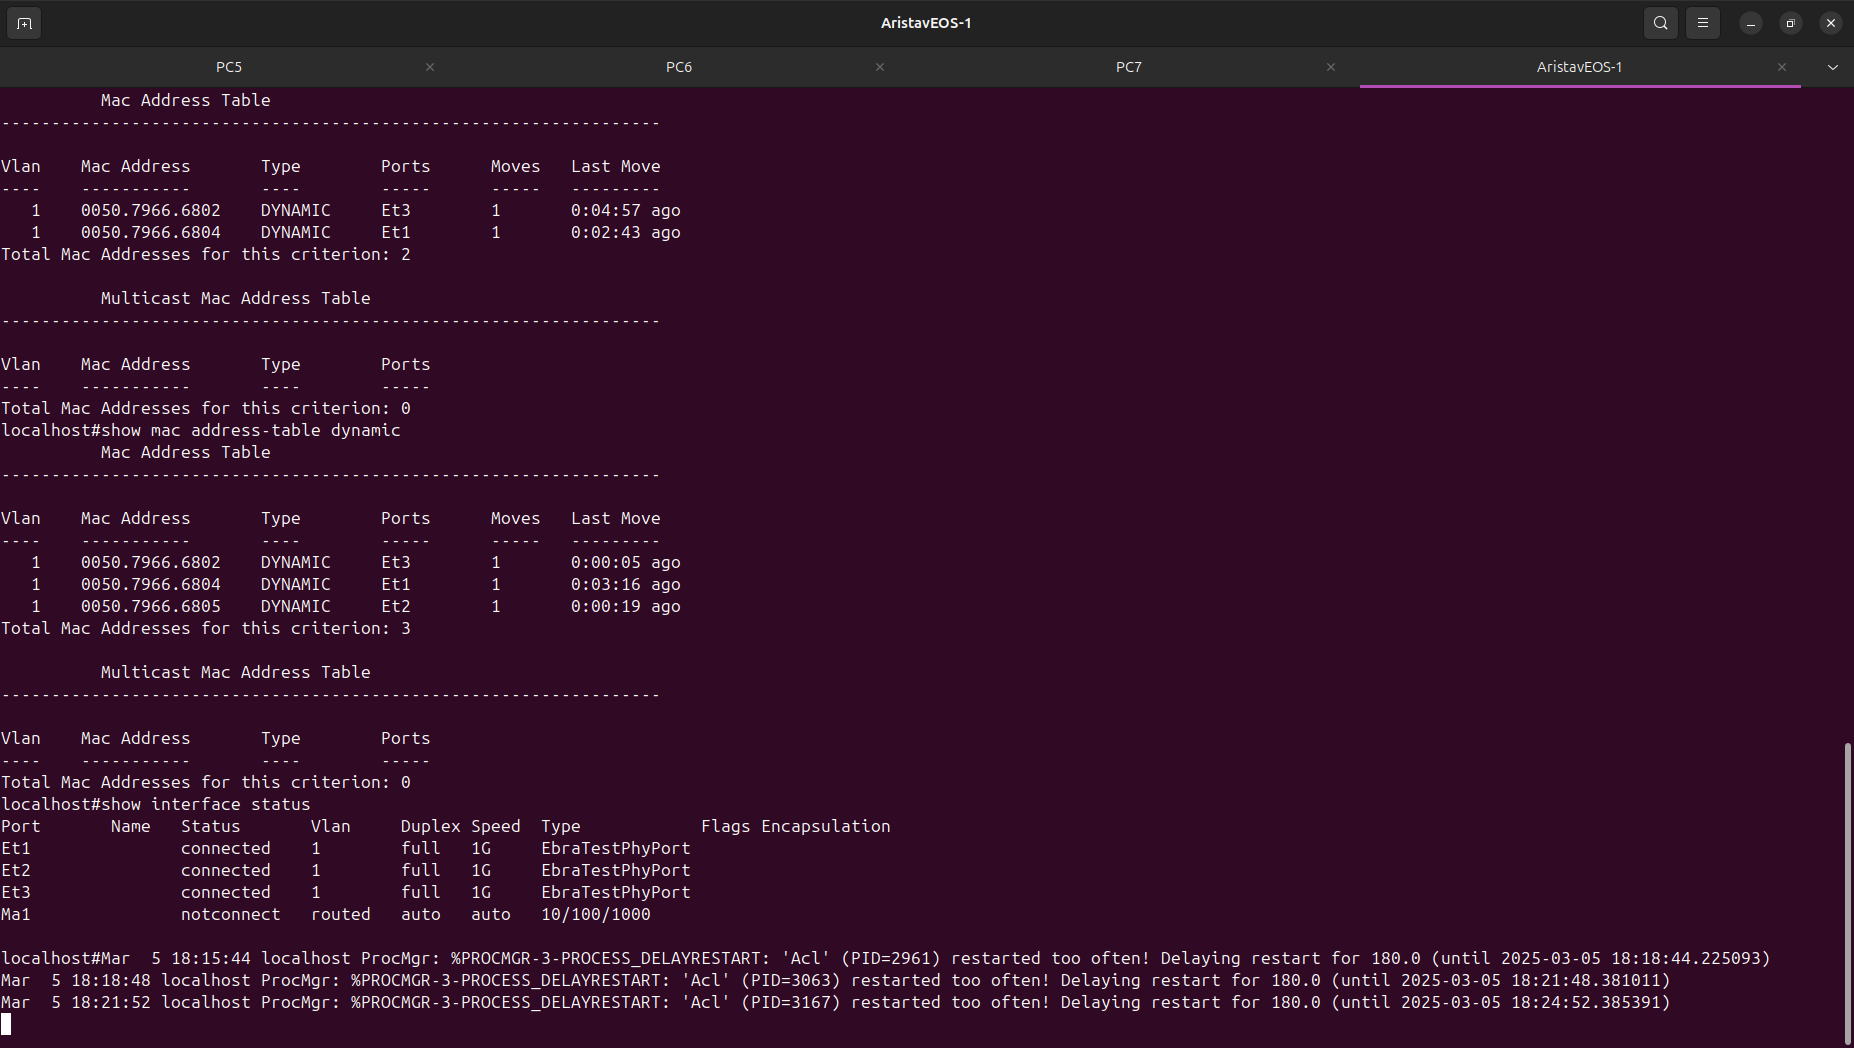 AristavEOS-1
PC5
PC6
PC7
AristavEOS-1
          Mac Address Table
------------------------------------------------------------------

Vlan    Mac Address       Type        Ports      Moves   Last Move
----    -----------       ----        -----      -----   ---------
   1    0050.7966.6802    DYNAMIC     Et3        1       0:04:57 ago
   1    0050.7966.6804    DYNAMIC     Et1        1       0:02:43 ago
Total Mac Addresses for this criterion: 2

          Multicast Mac Address Table
------------------------------------------------------------------

Vlan    Mac Address       Type        Ports
----    -----------       ----        -----
Total Mac Addresses for this criterion: 0
localhost#show mac address-table dynamic
          Mac Address Table
------------------------------------------------------------------

Vlan    Mac Address       Type        Ports      Moves   Last Move
----    -----------       ----        -----      -----   ---------
   1    0050.7966.6802    DYNAMIC     Et3        1       0:00:05 ago
   1    0050.7966.6804    DYNAMIC     Et1        1       0:03:16 ago
   1    0050.7966.6805    DYNAMIC     Et2        1       0:00:19 ago
Total Mac Addresses for this criterion: 3

          Multicast Mac Address Table
------------------------------------------------------------------

Vlan    Mac Address       Type        Ports
----    -----------       ----        -----
Total Mac Addresses for this criterion: 0
localhost#show interface status
Port       Name   Status       Vlan     Duplex Speed  Type            Flags Encapsulation
Et1               connected    1        full   1G     EbraTestPhyPort
Et2               connected    1        full   1G     EbraTestPhyPort
Et3               connected    1        full   1G     EbraTestPhyPort
Ma1               notconnect   routed   auto   auto   10/100/1000

localhost#Mar  5 18:15:44 localhost ProcMgr: %PROCMGR-3-PROCESS_DELAYRESTART: 'Acl' (PID=2961) restarted too often! Delaying restart for 180.0 (until 2025-03-05 18:18:44.225093)
Mar  5 18:18:48 localhost ProcMgr: %PROCMGR-3-PROCESS_DELAYRESTART: 'Acl' (PID=3063) restarted too often! Delaying restart for 180.0 (until 2025-03-05 18:21:48.381011)
Mar  5 18:21:52 localhost ProcMgr: %PROCMGR-3-PROCESS_DELAYRESTART: 'Acl' (PID=3167) restarted too often! Delaying restart for 180.0 (until 2025-03-05 18:24:52.385391)